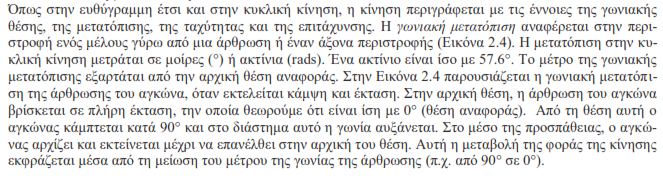 Όπως στην ευθύγραμμη έτσι και στην κυκλική κίνηση, η κίνηση περιγράφεται με τις έννοιες της γωνιακής
θέσης, της μετατόπισης, της ταχύτητας και της επιτάχυνσης. Η γωνιακή μετατόπιση αναφέρεται στην περι-
στροφή ενός μέλους γύρω από μια άρθρωση ή έναν άξονα περιστροφής (Εικόνα 2.4). Η μετατόπιση στην κυ-
κλική κίνηση μετράται σε μοίρες (°) ή ακτίνια (rads). Ένα ακτίνιο είναι ίσο με 57.6°. Το μέτρο της γωνιακής
μετατόπισης εξαρτάται από την αρχική θέση αναφοράς. Στην Εικόνα 2.4 παρουσιάζεται η γωνιακή μετατόπι-
ση της άρθρωσης του αγκώνα, όταν εκτελείται κάμψη και έκταση. Στην αρχική θέση, η άρθρωση του αγκώνα
βρίσκεται σε πλήρη έκταση, την οποία θεωρούμε ότι είναι ίση με 0° (θέση αναφοράς). Από τη θέση αυτή ο
αγκώνας κάμπτεται κατά 90° και στο διάστημα αυτό η γωνία αυξάνεται. Στο μέσο της προσπάθειας, ο αγκώ-
νας αρχίζει και εκτείνεται μέχρι να επανέλθει στην αρχική του θέση. Αυτή η μεταβολή της φοράς της κίνησης
εκφράζεται μέσα από τη μείωση του μέτρου της γωνίας της άρθρωσης (π.χ. από 90° σε 0°).